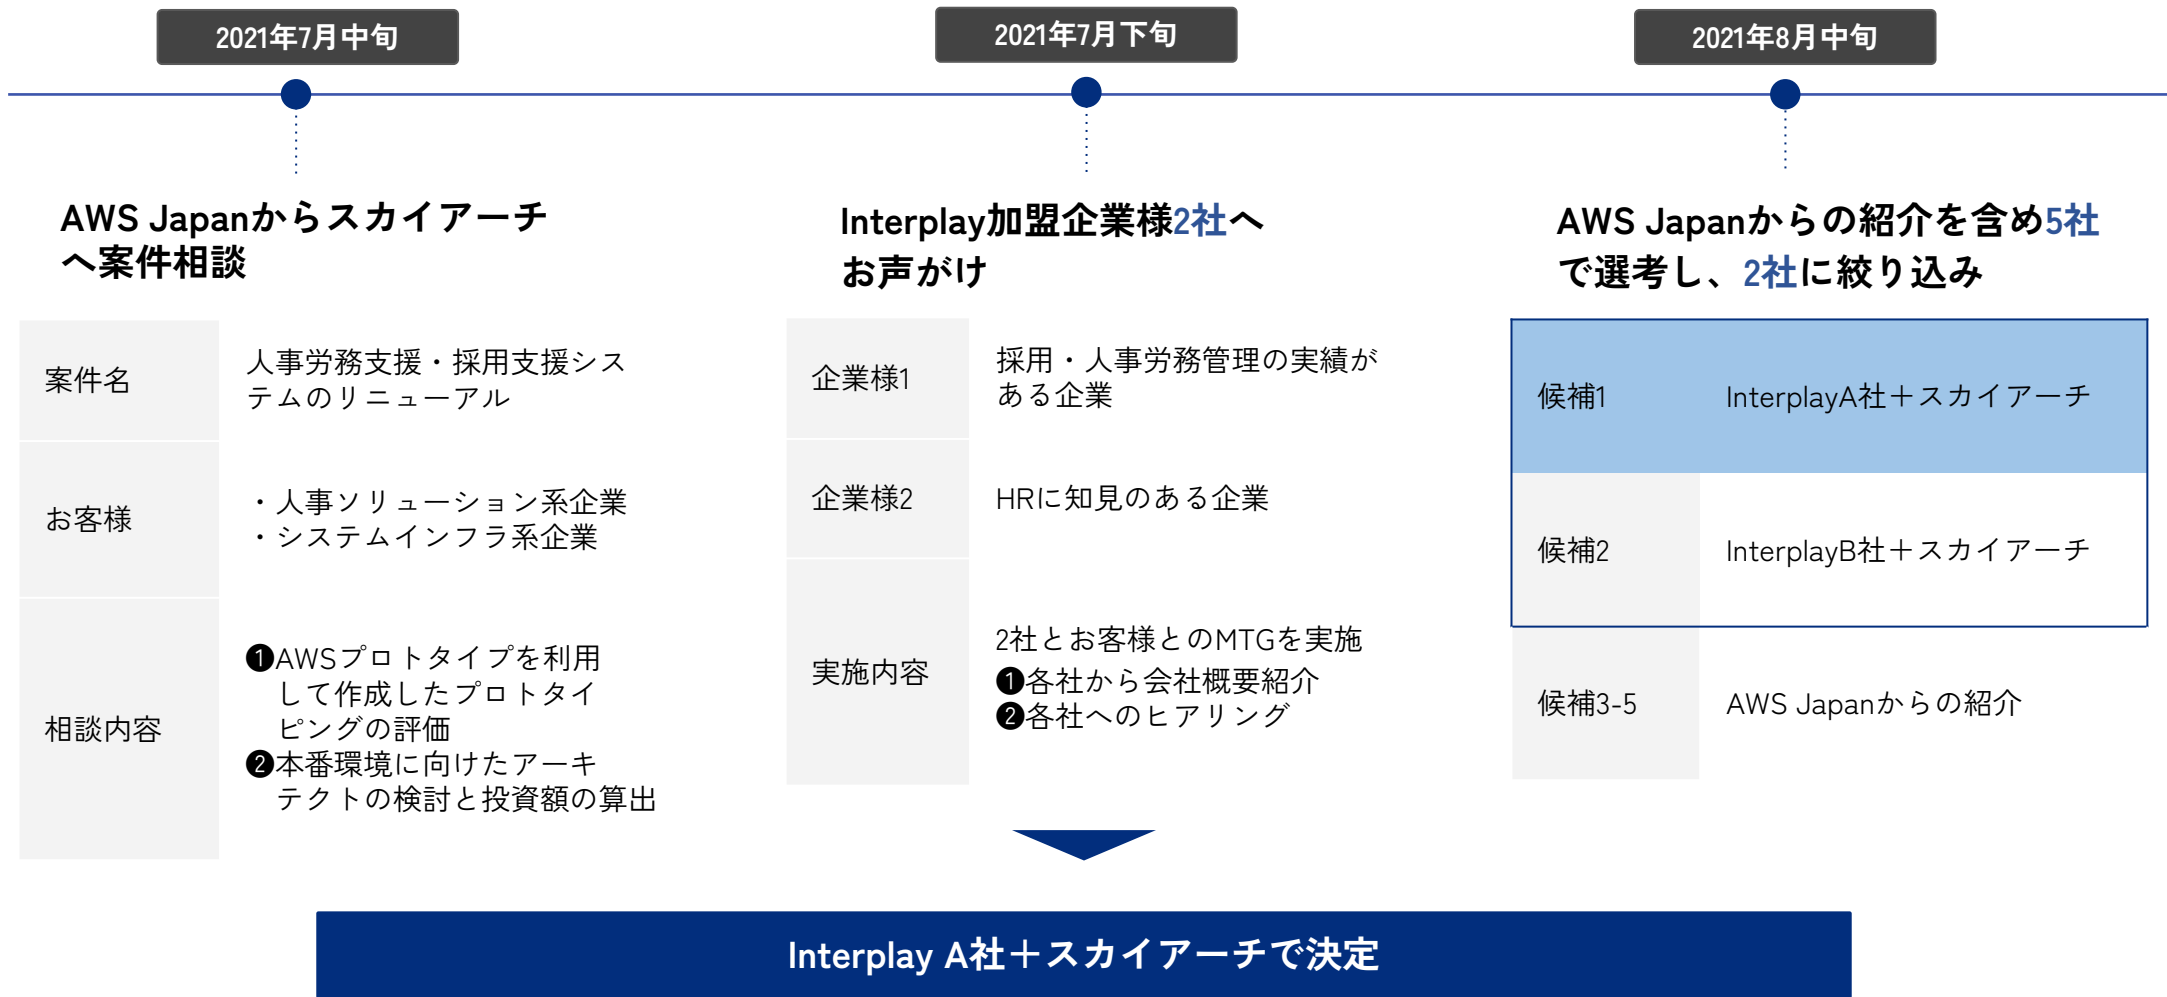 2021年7月中旬
2021年7月下旬
2021年8月中旬
AWS Japanからスカイアーチ
へ案件相談
案件名
人事労務支援・採用支援シス
テムのリニューアル
お客様
・人事ソリューション系企業
・システムインフラ系企業
相談内容
❶AWSプロトタイプを利用
して作成したプロトタイ
ピングの評価
❷本番環境に向けたアーキ
テクトの検討と投資額の算出
Interplay加盟企業様2社へ
お声がけ
企業様1
採用・人事労務管理の実績が
ある企業
企業様2
HRに知見のある企業
実施内容
2社とお客様とのMTGを実施
❶各社から会社概要紹介
❷各社へのヒアリング
AWS Japanからの紹介を含め5社
で選考し、2社に絞り込み
候補1
InterplayA社＋スカイアーチ
候補2
InterplayB社＋スカイアーチ
候補3-5
AWS Japanからの紹介
Interplay A社＋スカイアーチで決定